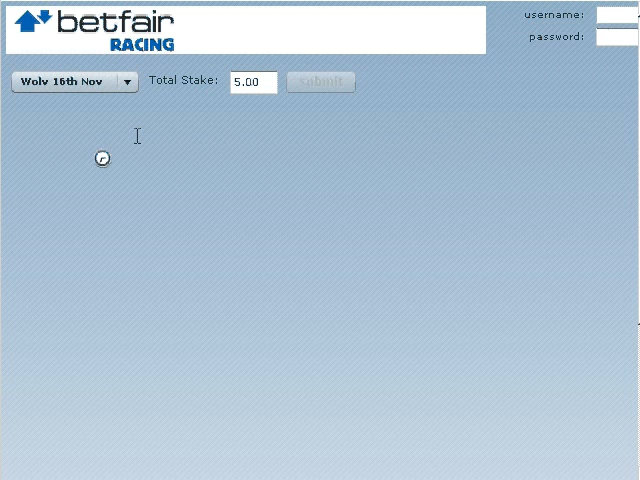 betfair
RACING
username:
password:
Wolv 16th Nov
Total Stake:
5.00
submit